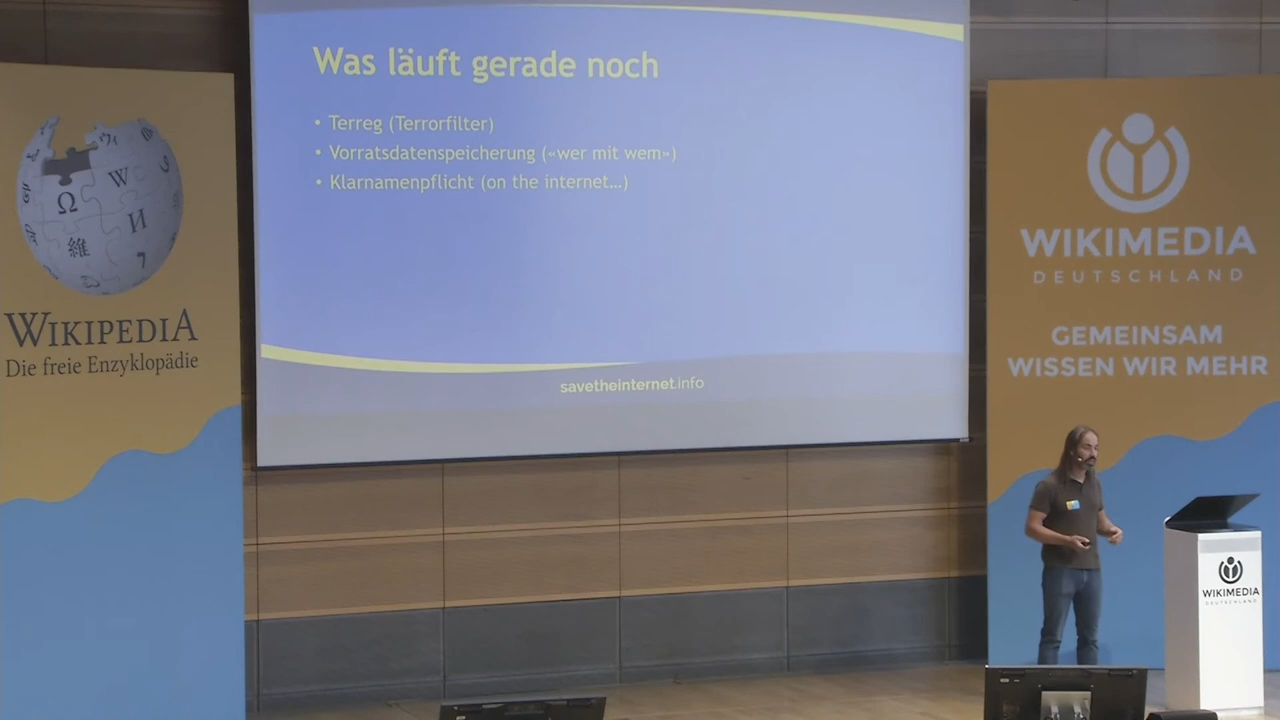 Was läuft gerade noch
• Terreg (Terrorfilter)
• Vorratsdatenspeicherung («wer mit wem»)
• Klarnamenpflicht (on the internet…)
savetheinternet.info
Ω
W
И
維
WIKIPEDIA
Die freie Enzyklopädie
WIKIMEDIA
DEUTSCHLAND
GEMEINSAM
WISSEN WIR MEHR
WIKIMEDIA
DEUTSCHLAND